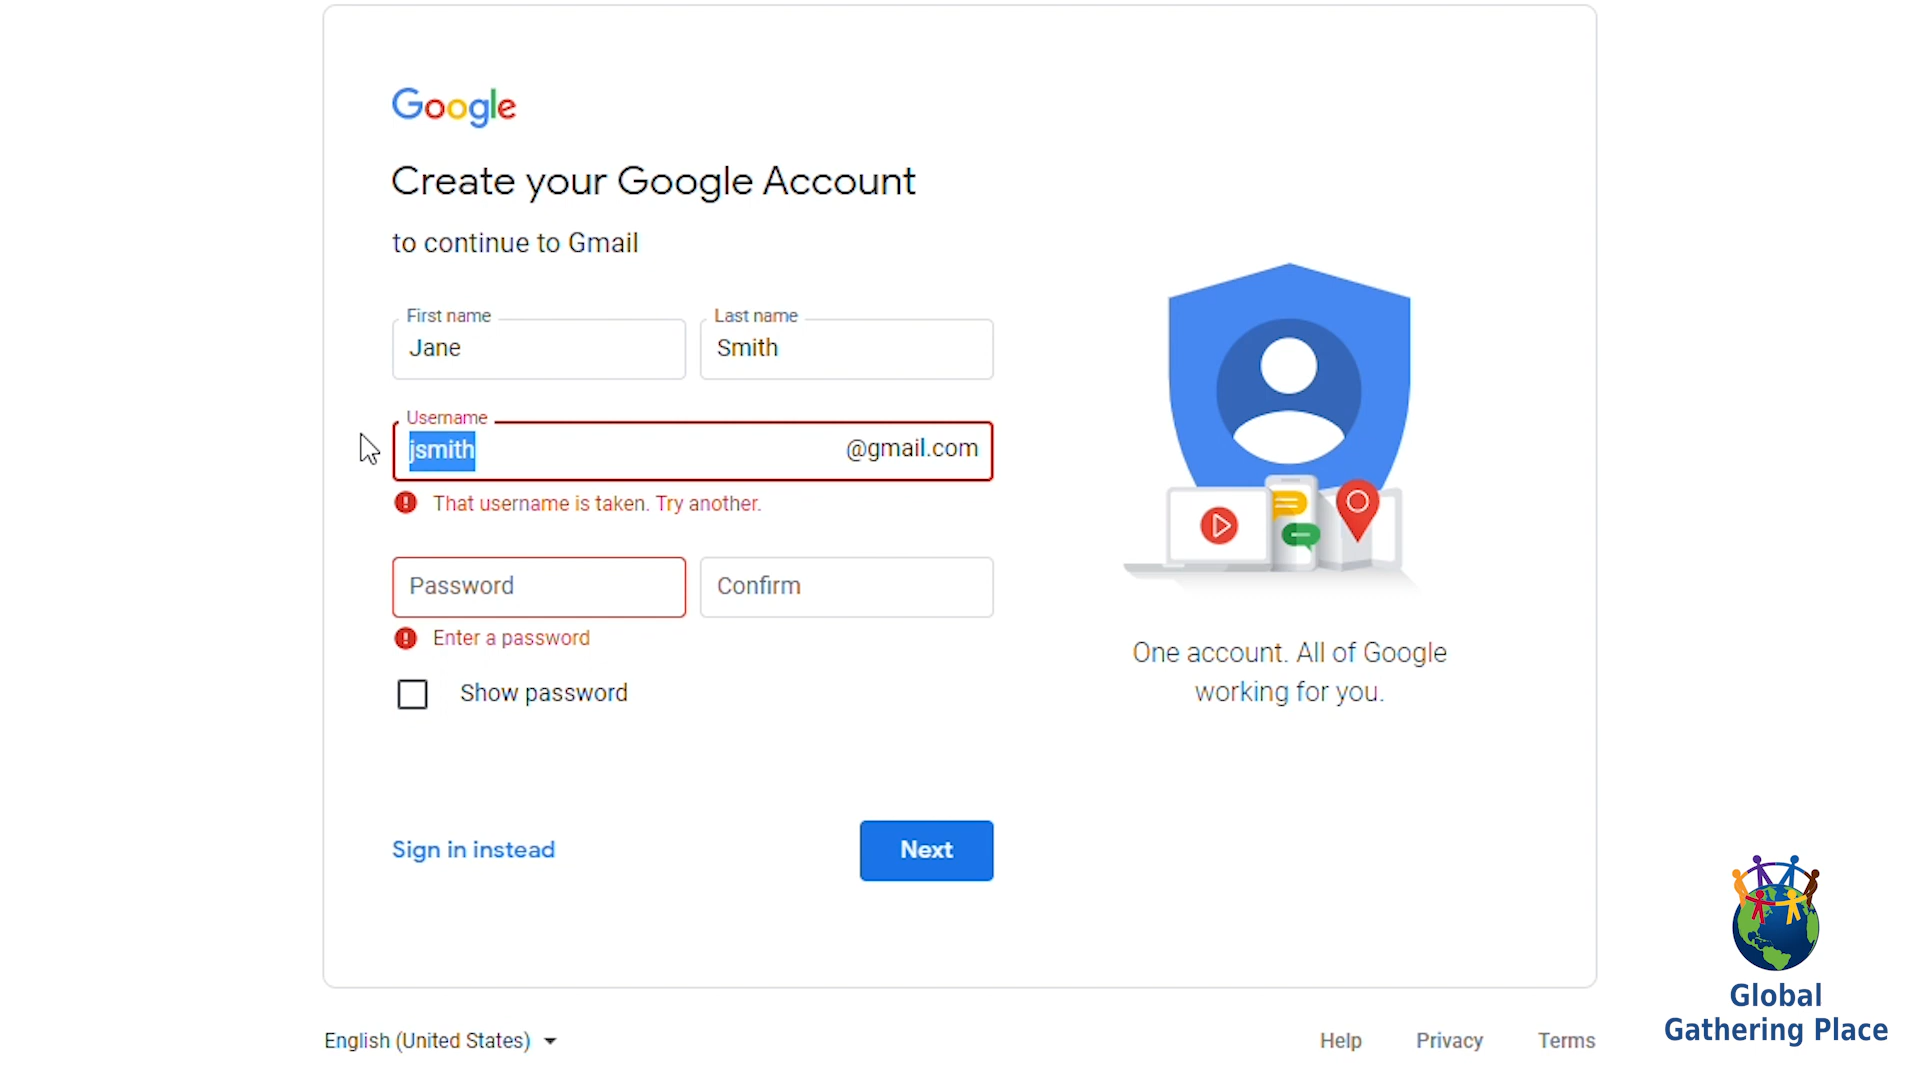 Google
Create your Google Account
to continue to Gmail
First name
Last name
Jane
Smith
Username
jsmith
@gmail.com
That username is taken. Try another.
Password
Confirm
Enter a password
Show password
One account. All of Google
working for you.
Sign in instead
Next
Global
Gathering Place
English (United States)
Help
Privacy
Terms